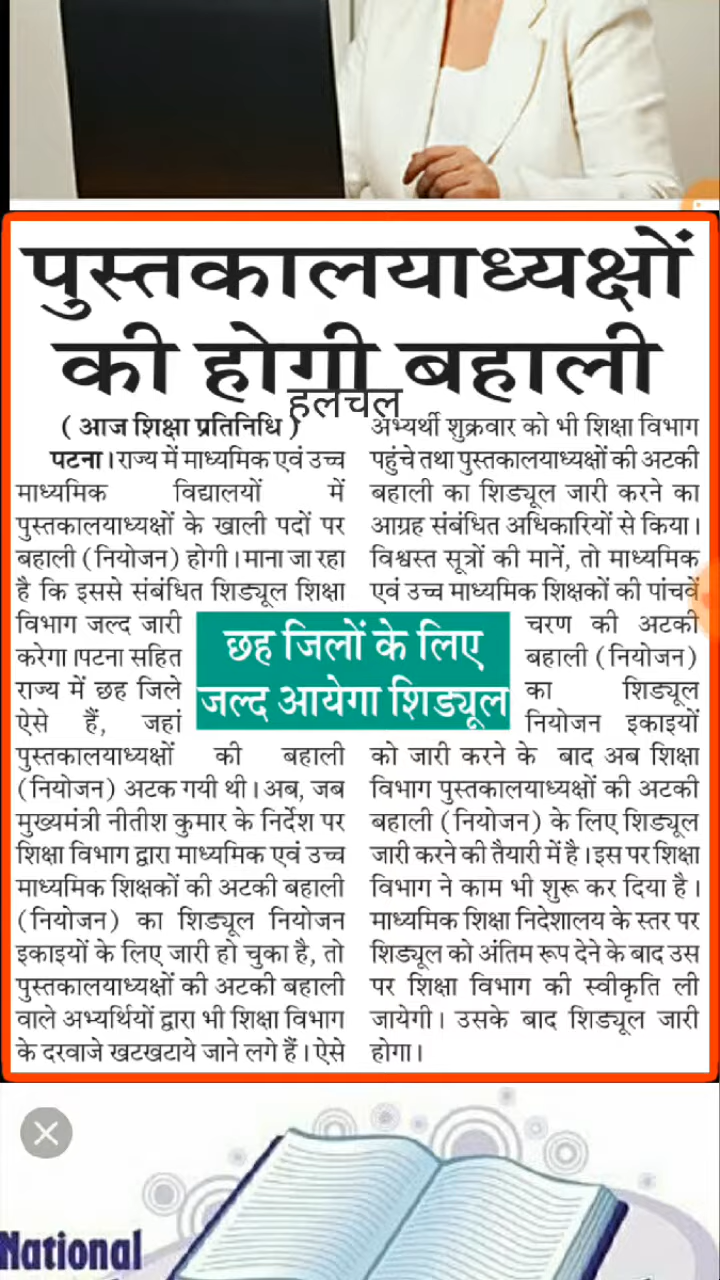 पुस्तकालयाध्यक्षों
की होगी बहाली
हलचल
( आज शिक्षा प्रतिनिधि )
पटना। राज्य में माध्यमिक एवं उच्च
माध्यमिक विद्यालयों में
पुस्तकालयाध्यक्षों के खाली पदों पर
बहाली (नियोजन) होगी। माना जा रहा
है कि इससे संबंधित शिड्यूल शिक्षा
विभाग जल्द जारी
करेगा।पटना सहित
राज्य में छह जिले
ऐसे हैं, जहां
पुस्तकालयाध्यक्षों की बहाली
(नियोजन) अटक गयी थी। अब, जब
मुख्यमंत्री नीतीश कुमार के निर्देश पर
शिक्षा विभाग द्वारा माध्यमिक एवं उच्च
माध्यमिक शिक्षकों की अटकी बहाली
(नियोजन) का शिड्यूल नियोजन
इकाइयों के लिए जारी हो चुका है, तो
पुस्तकालयाध्यक्षों की अटकी बहाली
वाले अभ्यर्थियों द्वारा भी शिक्षा विभाग
के दरवाजे खटखटाये जाने लगे हैं। ऐसे
छह जिलों के लिए
जल्द आयेगा शिड्यूल
अभ्यर्थी शुक्रवार को भी शिक्षा विभाग
पहुंचे तथा पुस्तकालयाध्यक्षों की अटकी
बहाली का शिड्यूल जारी करने का
आग्रह संबंधित अधिकारियों से किया।
विश्वस्त सूत्रों की मानें, तो माध्यमिक
एवं उच्च माध्यमिक शिक्षकों की पांचवें
चरण की अटकी
बहाली (नियोजन)
का शिड्यूल
नियोजन इकाइयों
को जारी करने के बाद अब शिक्षा
विभाग पुस्तकालयाध्यक्षों की अटकी
बहाली (नियोजन) के लिए शिड्यूल
जारी करने की तैयारी में है। इस पर शिक्षा
विभाग ने काम भी शुरू कर दिया है।
माध्यमिक शिक्षा निदेशालय के स्तर पर
शिड्यूल को अंतिम रूप देने के बाद उस
पर शिक्षा विभाग की स्वीकृति ली
जायेगी। उसके बाद शिड्यूल जारी
होगा।
National